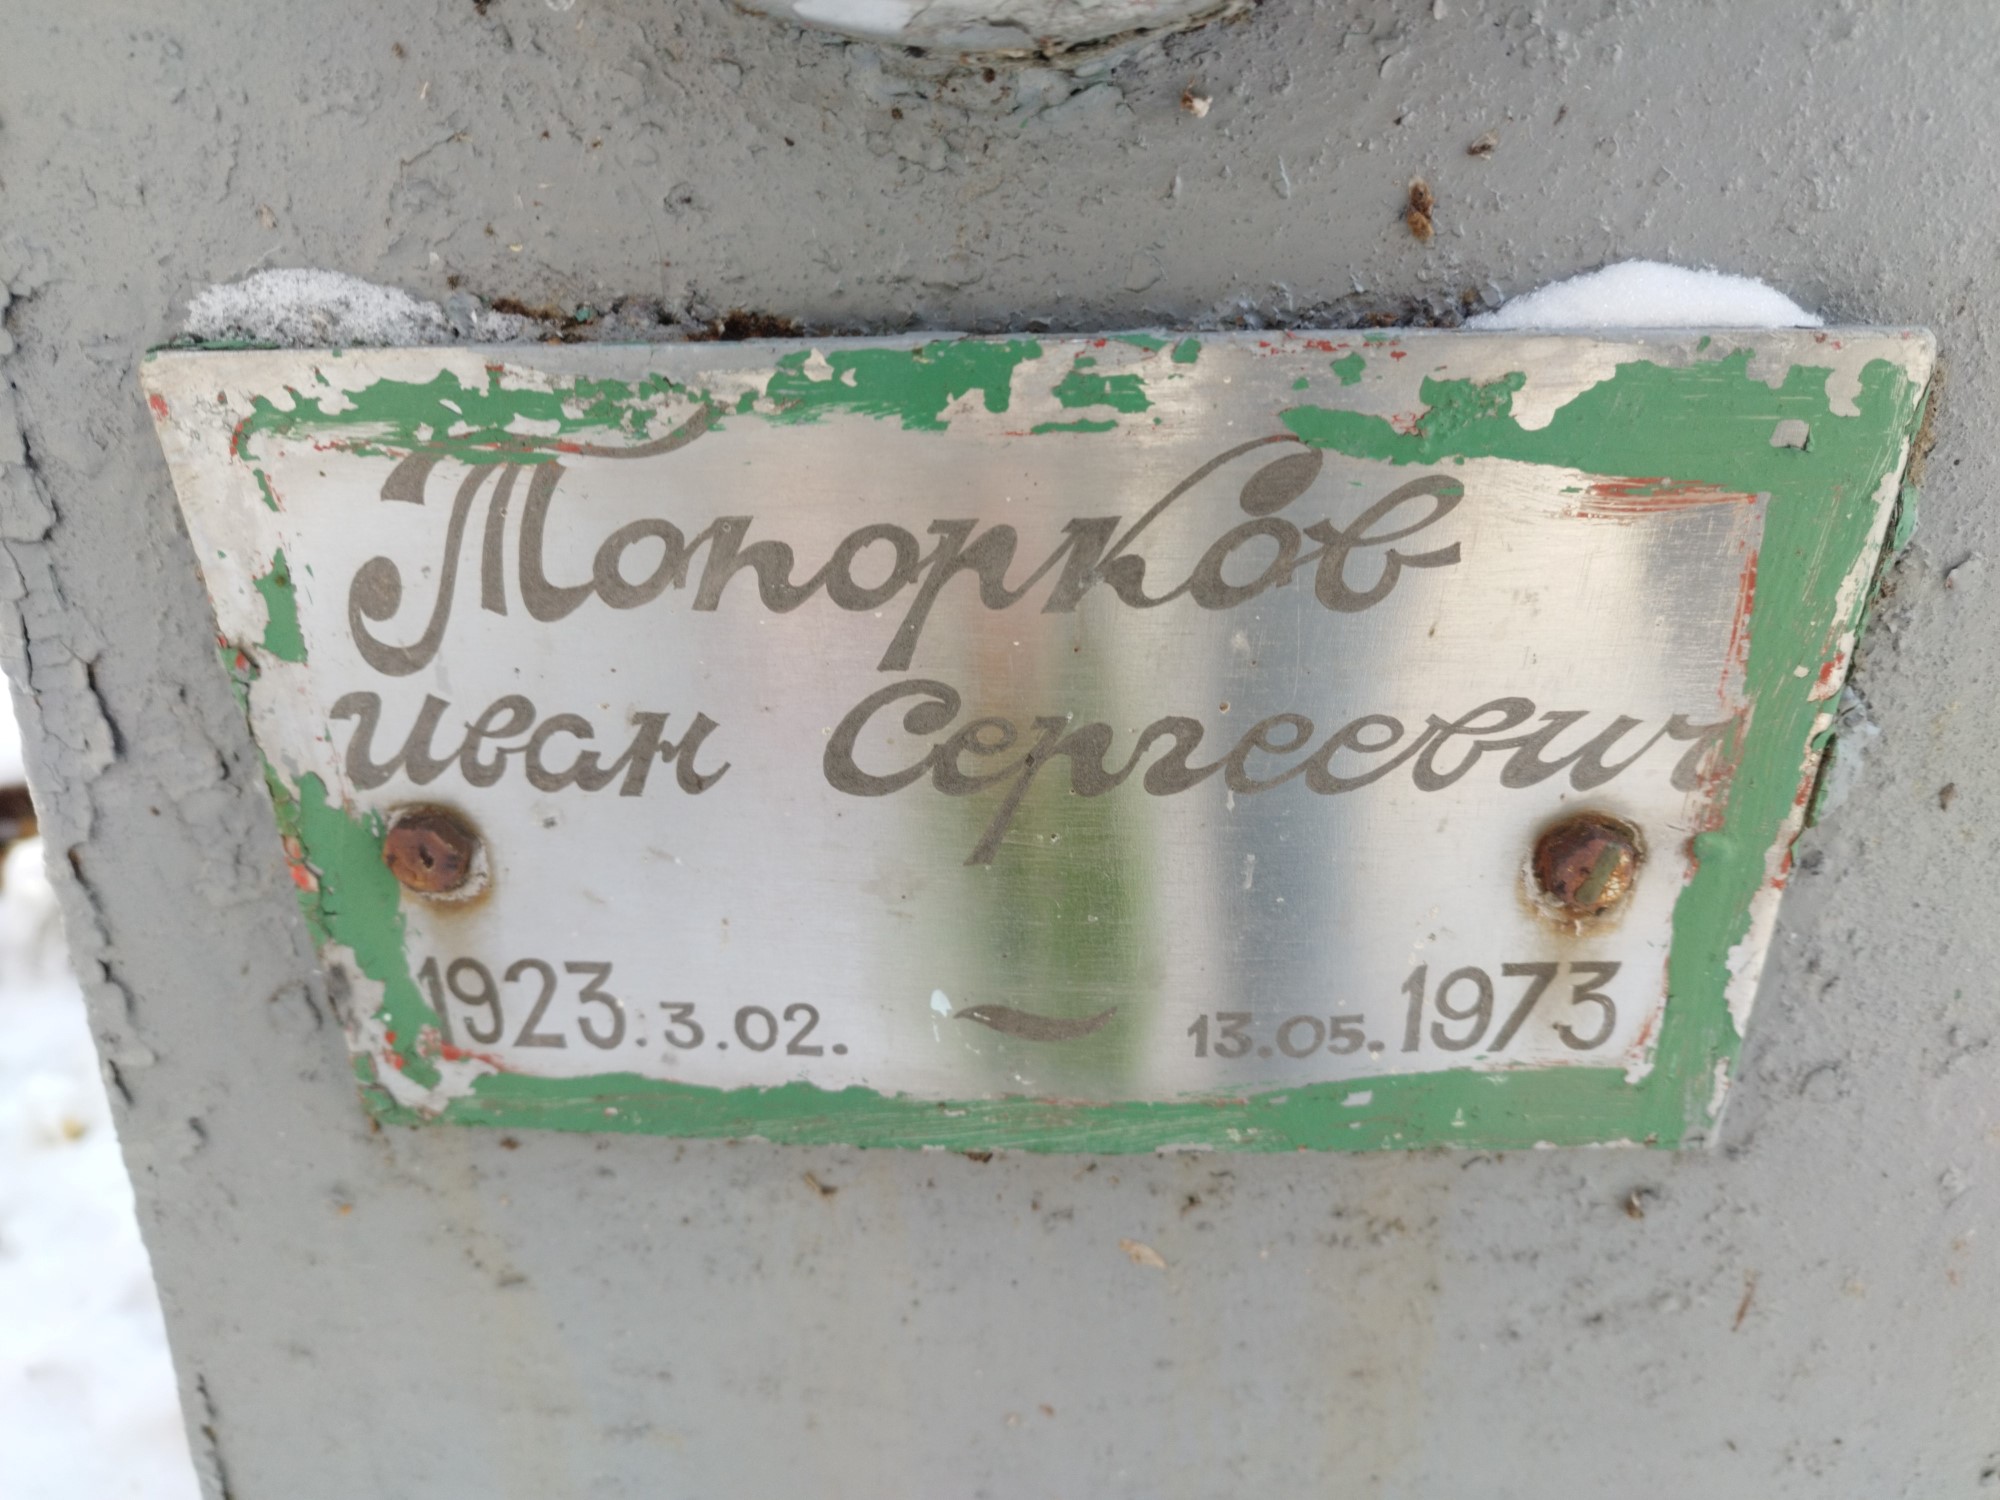 Топорков
Иван Сергеевич
1923.3.02. ~ 13.05.1973